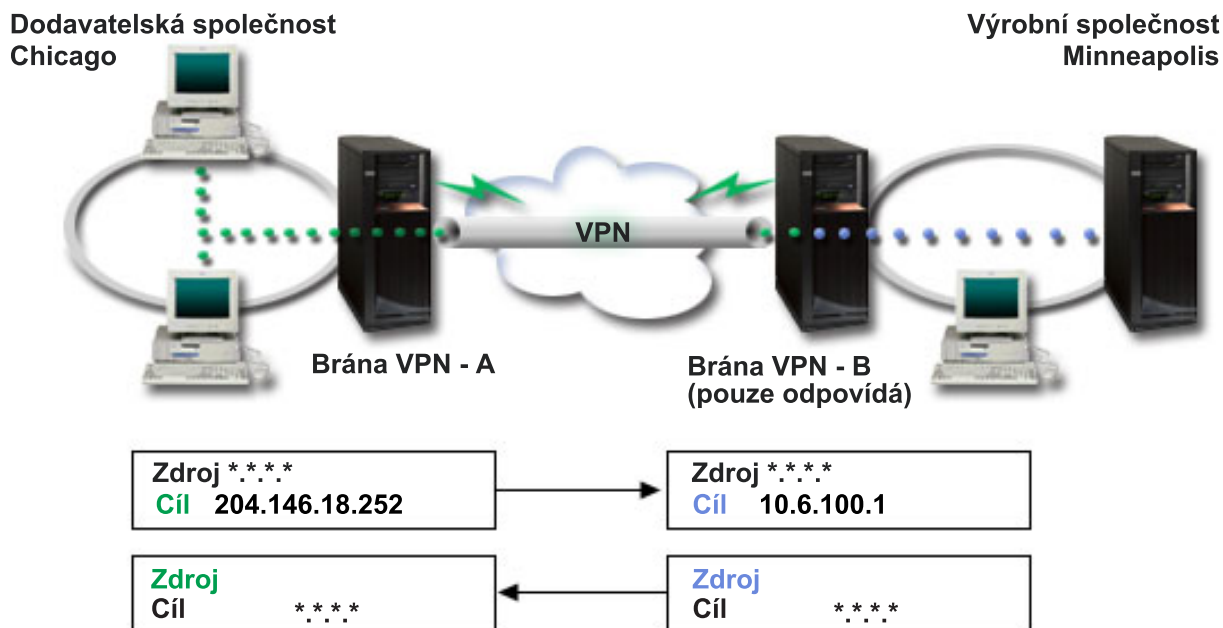 Dodavatelská společnost
Chicago
Výrobní společnost
Minneapolis
VPN
Brána VPN - A
Brána VPN - B
(pouze odpovídá)
Zdroj *.*.*.*
Cíl 204.146.18.252
Zdroj *.*.*.*
Cíl 10.6.100.1
Zdroj
Cíl *.*.*.*
Zdroj
Cíl *.*.*.*